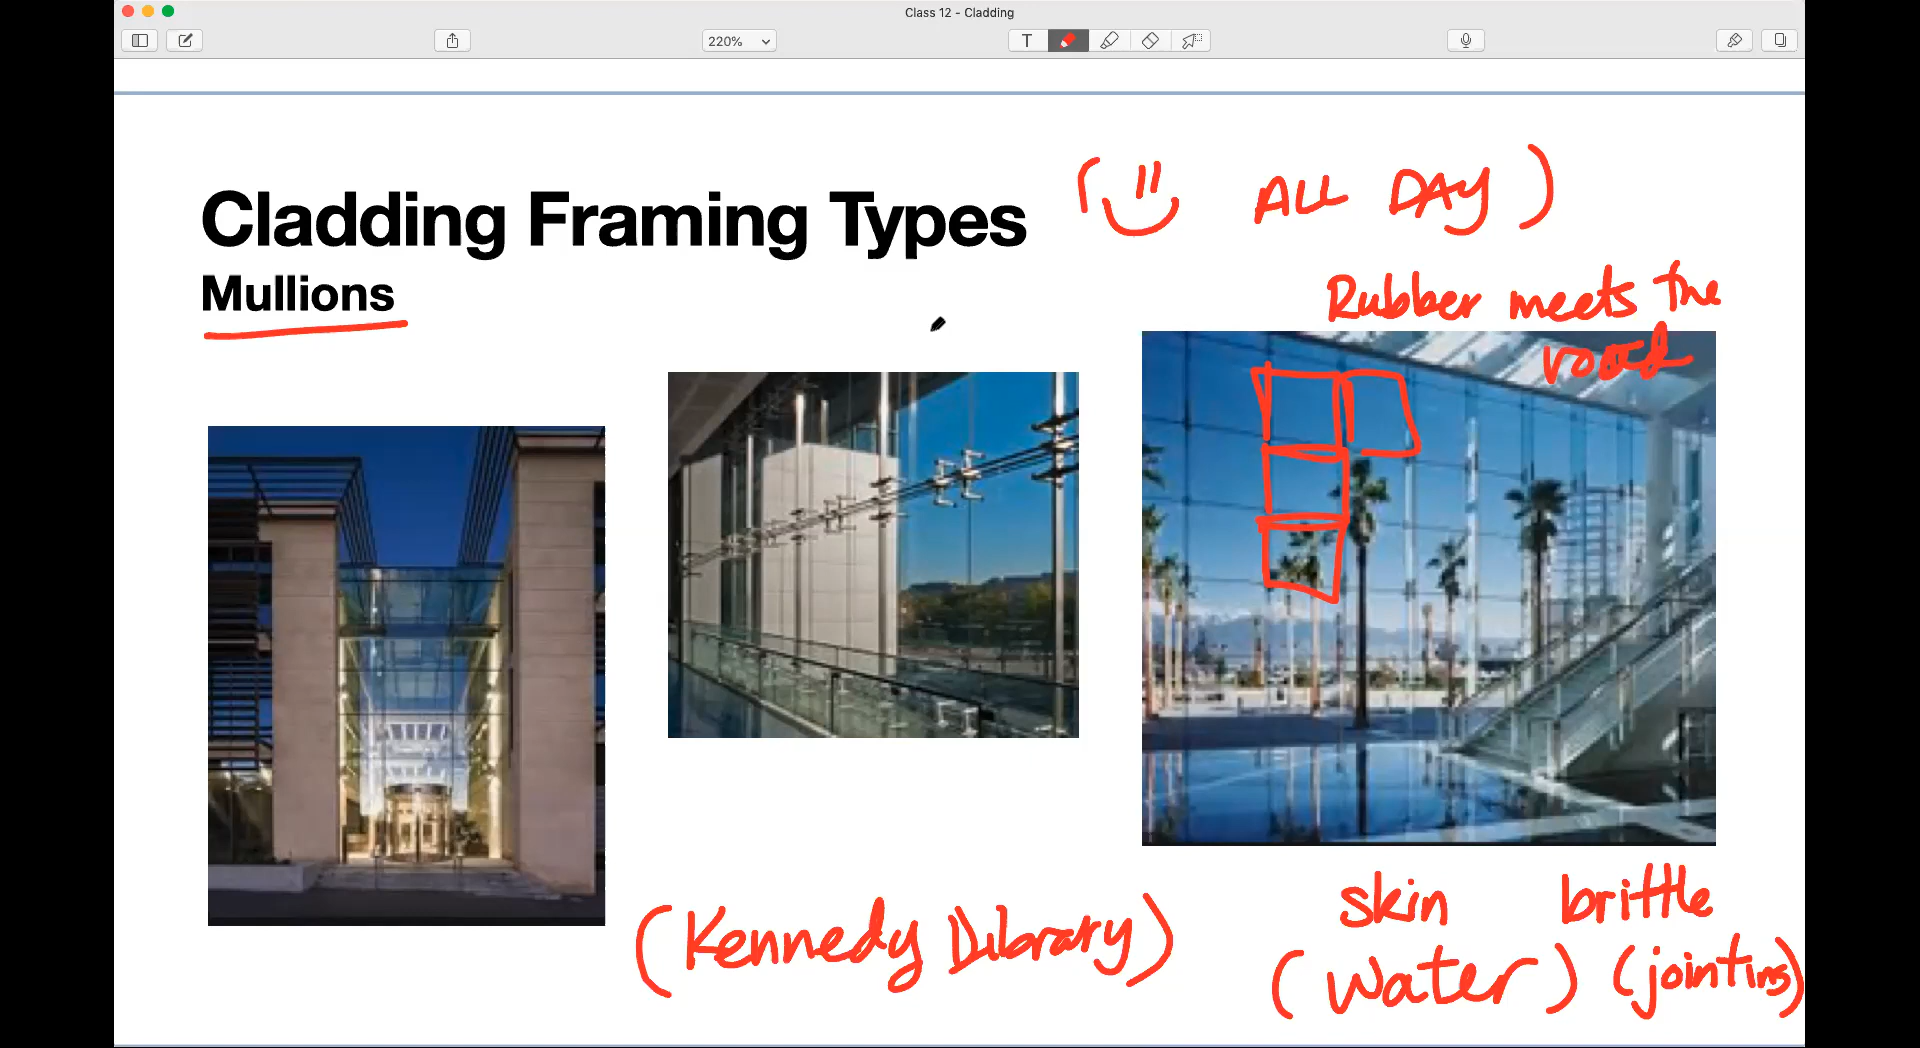 Class 12 - Cladding
220%
T
Cladding Framing Types
(" ALL DAY)
Mullions
Rubber meets the
road
skin brittle
(Kennedy Library)
(water) (jointing)